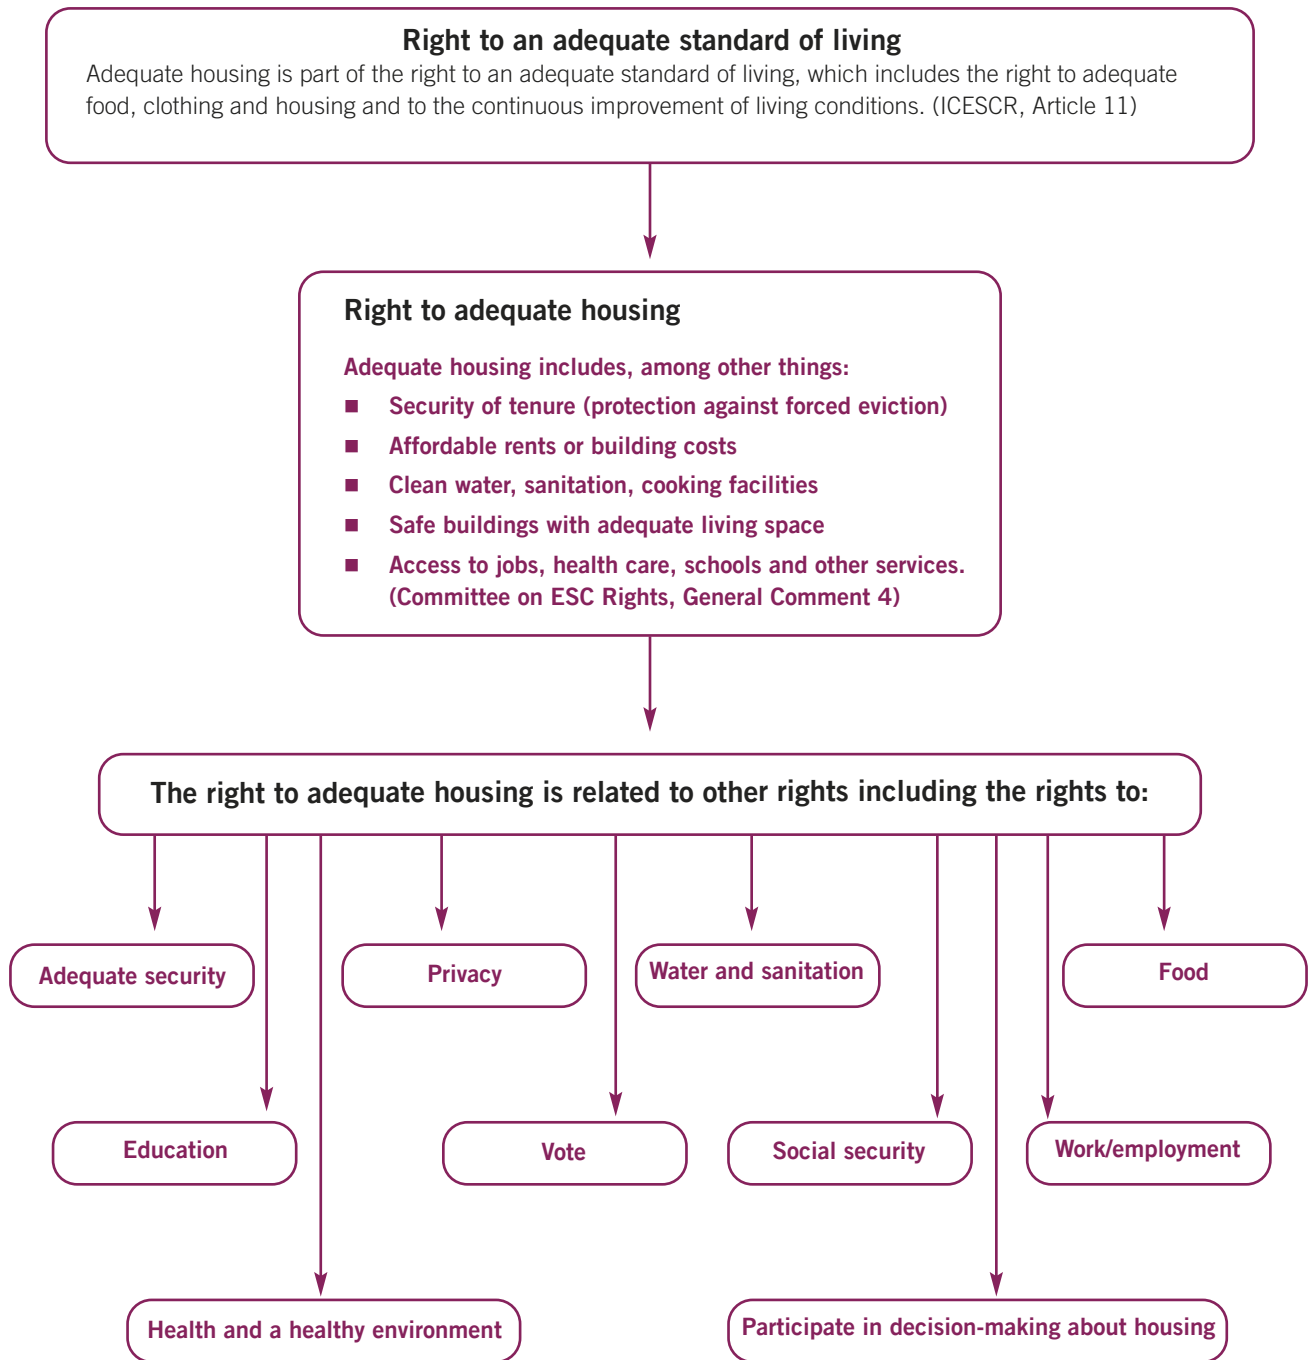 Right to an adequate standard of living
Adequate housing is part of the right to an adequate standard of living, which includes the right to adequate
food, clothing and housing and to the continuous improvement of living conditions. (ICESCR, Article 11)
Right to adequate housing
Adequate housing includes, among other things:
■ Security of tenure (protection against forced eviction)
■ Affordable rents or building costs
■ Clean water, sanitation, cooking facilities
■ Safe buildings with adequate living space
■ Access to jobs, health care, schools and other services.
(Committee on ESC Rights, General Comment 4)
The right to adequate housing is related to other rights including the rights to:
Adequate security
Privacy
Water and sanitation
Food
Education
Vote
Social security
Work/employment
Health and a healthy environment
Participate in decision-making about housing